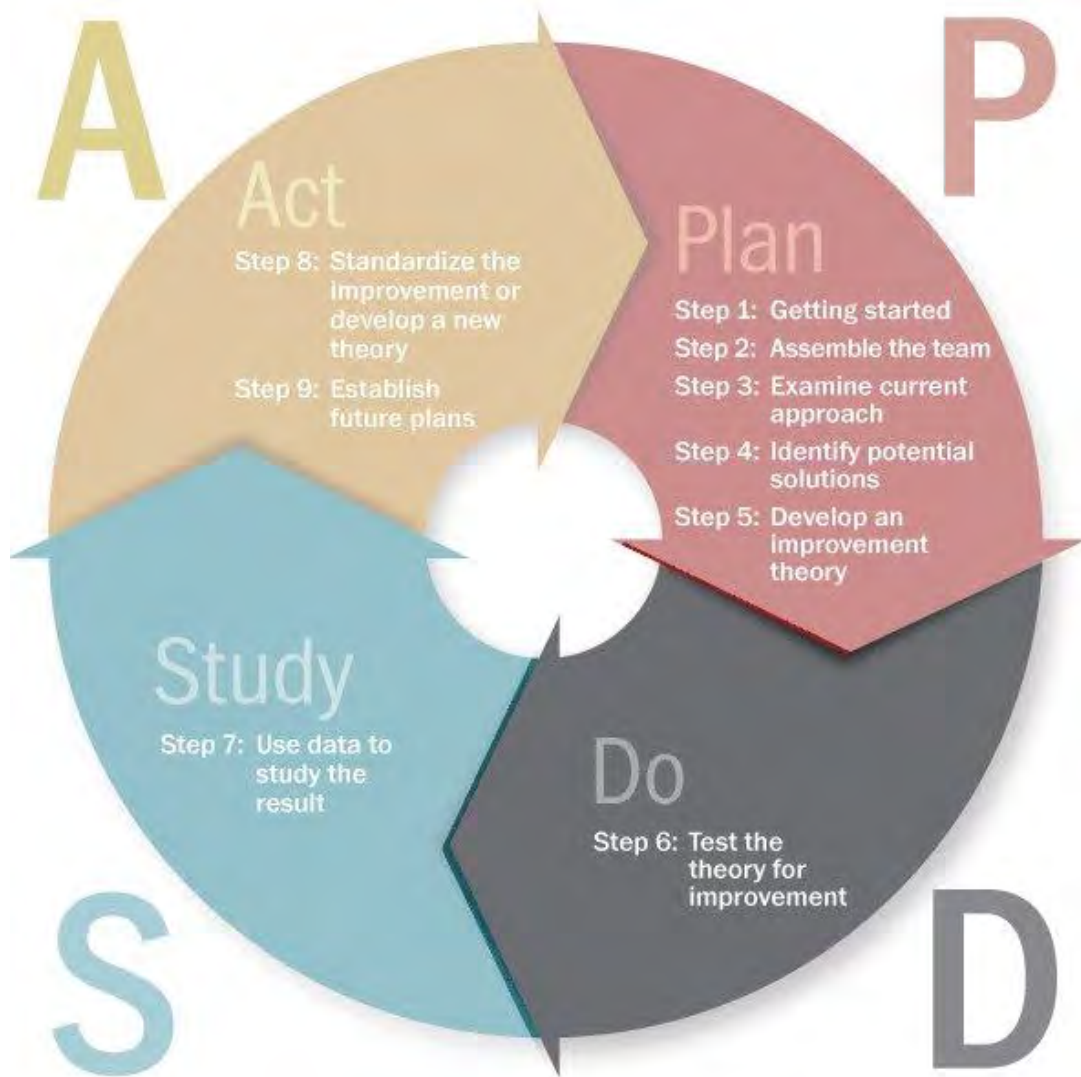 A
P
Act
Step 8: Standardize the
improvement or
develop a new
theory
Step 9: Establish
future plans
Plan
Step 1: Getting started
Step 2: Assemble the team
Step 3: Examine current
approach
Step 4: Identify potential
solutions
Step 5: Develop an
improvement
theory
Study
Step 7: Use data to
study the
result
Do
Step 6: Test the
theory for
improvement
S
D